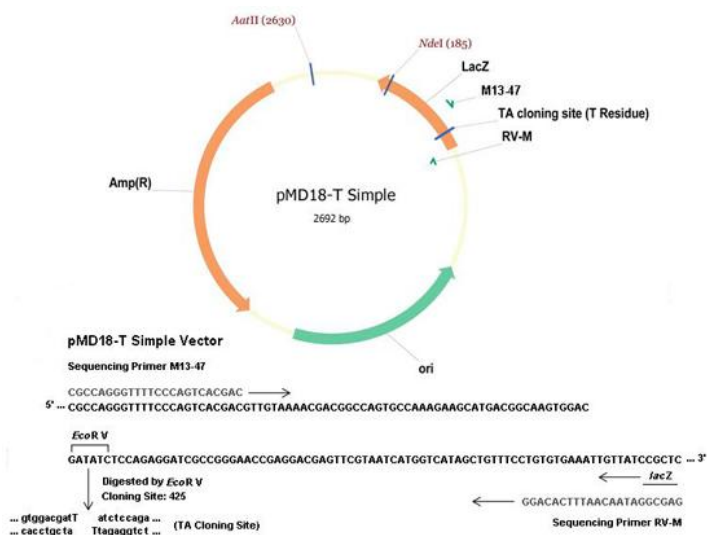 AatII (2630)
NdeI (185)
LacZ
M13-47
TA cloning site (T Residue)
RV-M
Amp(R)
pMD18-T Simple
2692 bp
ori
pMD18-T Simple Vector
Sequencing Primer M13-47
CGCCAGGGTTTTCCCAGTCACGAC
5' ... CGCCAGGGTTTTCCCAGTCACGACGTTGTAAAACGACGGCCAGTGCCAAAGAAGCATGACGGCAAGTGGAC
EcoR V
GATATCTCCAGAGGATCGCCGGGAACCGAGGACGAGTTCGTAATCATGGTCATAGCTGTTTCCTGTGTGAAATTGTTATCCGCTC ... 3'
Digested by EcoR V
lacZ
Cloning Site: 425
GGACACTTTAACAATAGGCGAG
... gtggacgatT atctccaga ...
(TA Cloning Site)
... cacctgcta Ttagaggtct ...
Sequencing Primer RV-M